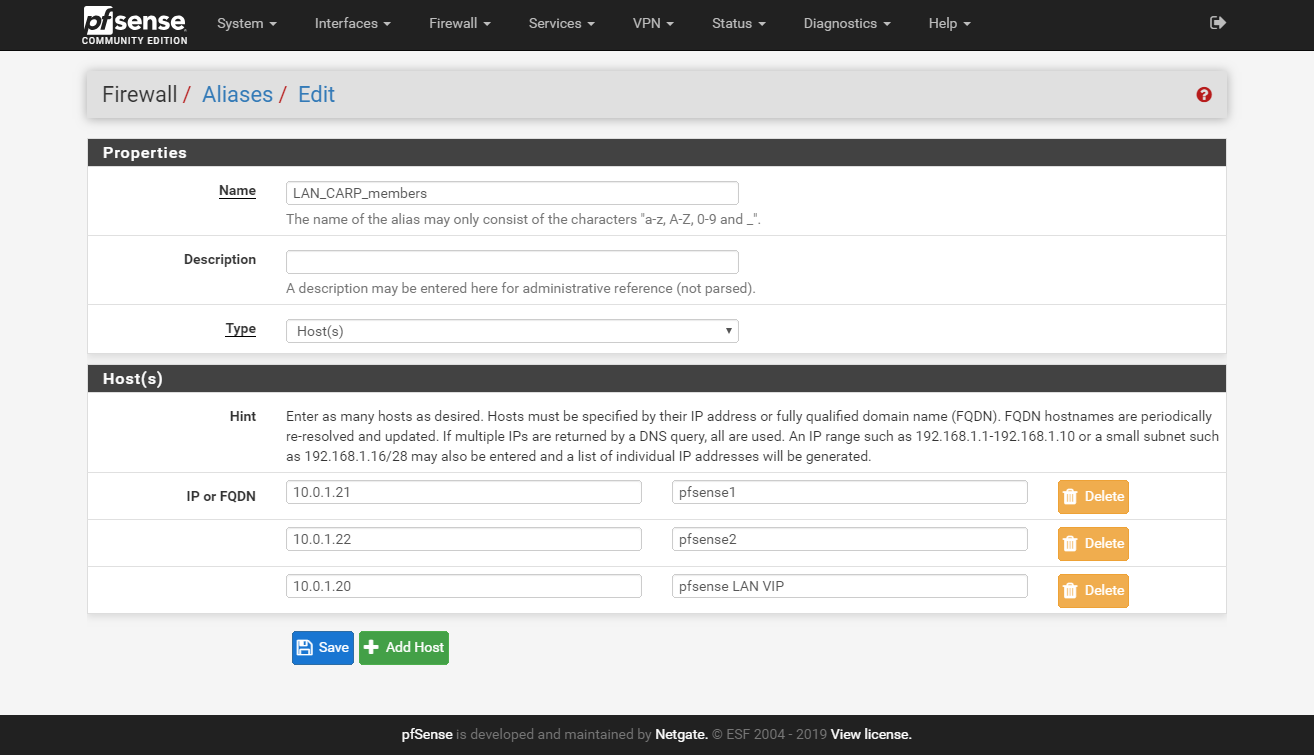 pfsense
COMMUNITY EDITION
System Interfaces Firewall Services VPN Status Diagnostics Help
Firewall / Aliases / Edit
Properties
Name LAN_CARP_members
The name of the alias may only consist of the characters "a-z, A-Z, 0-9 and _".
Description
A description may be entered here for administrative reference (not parsed).
Type Host(s)
Host(s)
Hint Enter as many hosts as desired. Hosts must be specified by their IP address or fully qualified domain name (FQDN). FQDN hostnames are periodically
re-resolved and updated. If multiple IPs are returned by a DNS query, all are used. An IP range such as 192.168.1.1-192.168.1.10 or a small subnet such
as 192.168.1.16/28 may also be entered and a list of individual IP addresses will be generated.
IP or FQDN 10.0.1.21 pfsense1 Delete
10.0.1.22 pfsense2 Delete
10.0.1.20 pfsense LAN VIP Delete
Save Add Host
pfSense is developed and maintained by Netgate. © ESF 2004 - 2019 View license.